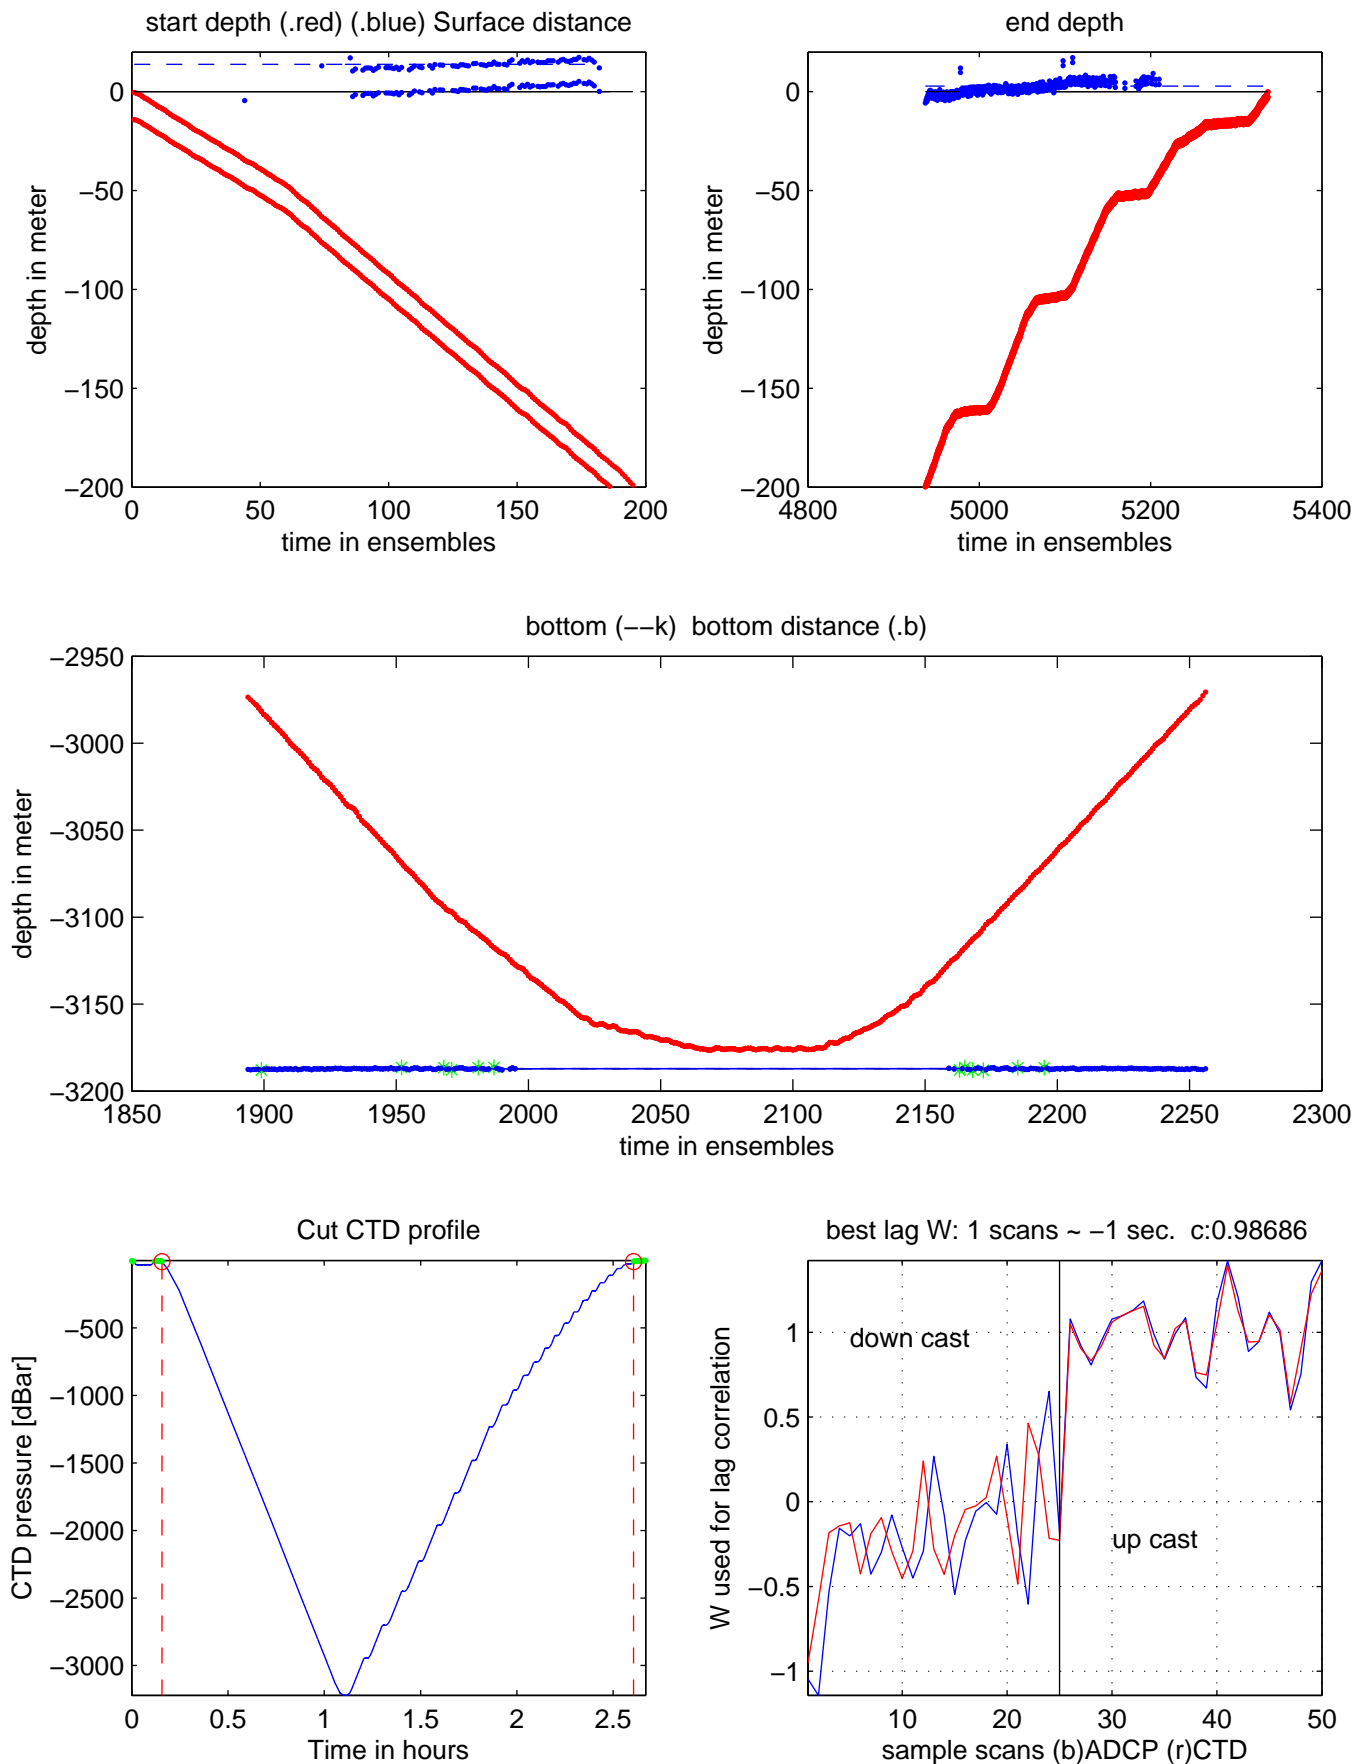 start depth (.red) (.blue) Surface distance
0
−50
−100
−150
−200
depth in meter
0 50 100 150 200
time in ensembles
end depth
0
−50
−100
−150
−200
depth in meter
4800 5000 5200 5400
time in ensembles
bottom (−−k)  bottom distance (.b)
−2950
−3000
−3050
−3100
−3150
−3200
depth in meter
1850 1900 1950 2000 2050 2100 2150 2200 2250 2300
time in ensembles
Cut CTD profile
−500
−1000
−1500
−2000
−2500
−3000
CTD pressure [dBar]
0 0.5 1 1.5 2 2.5
Time in hours
best lag W: 1 scans ~ −1 sec.  c:0.98686
1
0.5
0
−0.5
−1
W used for lag correlation
down cast
up cast
10 20 30 40 50
sample scans (b)ADCP (r)CTD